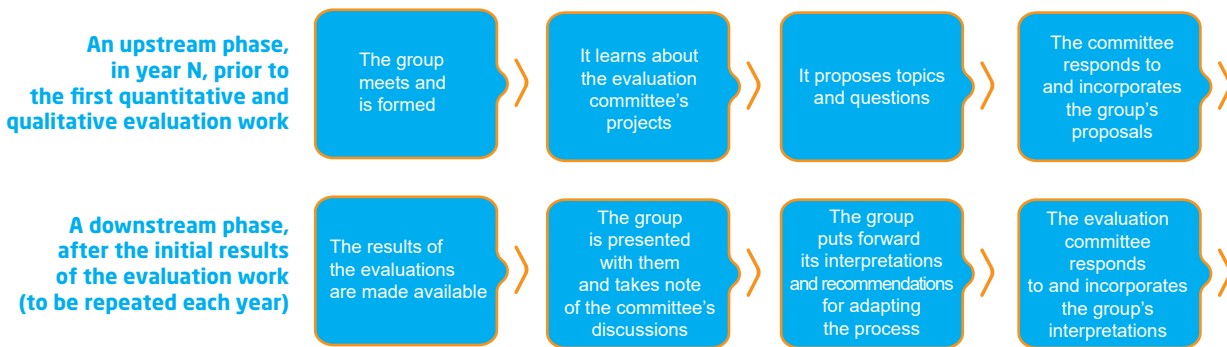 An upstream phase,
in year N, prior to
the first quantitative and
qualitative evaluation work
The group
meets and
is formed
It learns about
the evaluation
committee's
projects
It proposes topics
and questions
The committee
responds to
and incorporates
the group's
proposals
A downstream phase,
after the initial results
of the evaluation work
(to be repeated each year)
The results of
the evaluations
are made available
The group
is presented
with them
and takes note
of the committee's
discussions
The group
puts forward
its interpretations
and recommendations
for adapting
the process
The evaluation
committee
responds
to and incorporates
the group's
interpretations